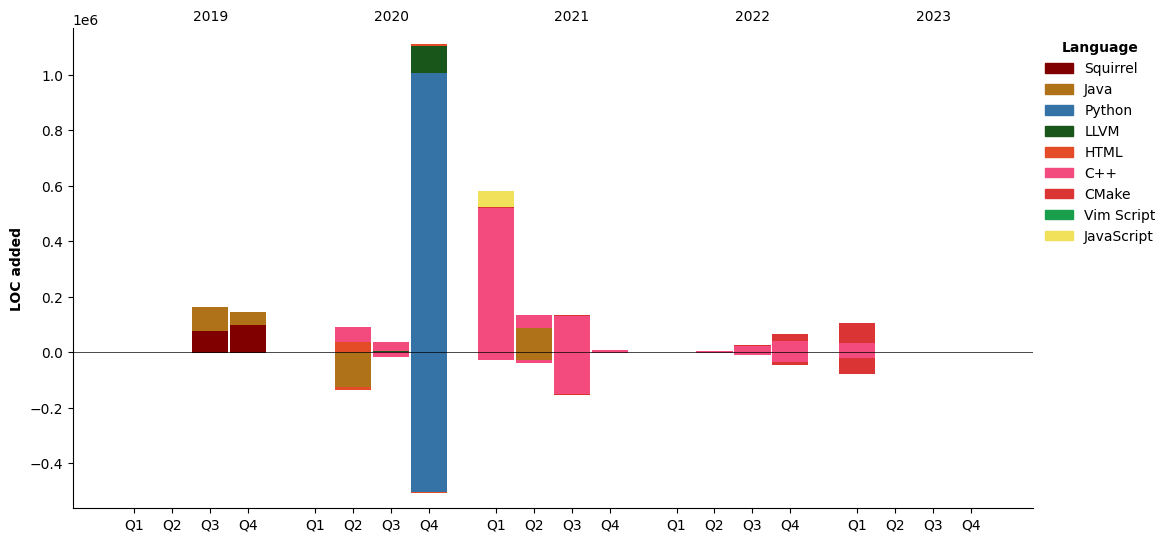 2019 2020 2021 2022 2023
1e6
Language
Squirrel
Java
Python
LLVM
HTML
C++
CMake
Vim Script
JavaScript
LOC added
1.0
0.8
0.6
0.4
0.2
0.0
−0.2
−0.4
Q1 Q2 Q3 Q4 Q1 Q2 Q3 Q4 Q1 Q2 Q3 Q4 Q1 Q2 Q3 Q4 Q1 Q2 Q3 Q4